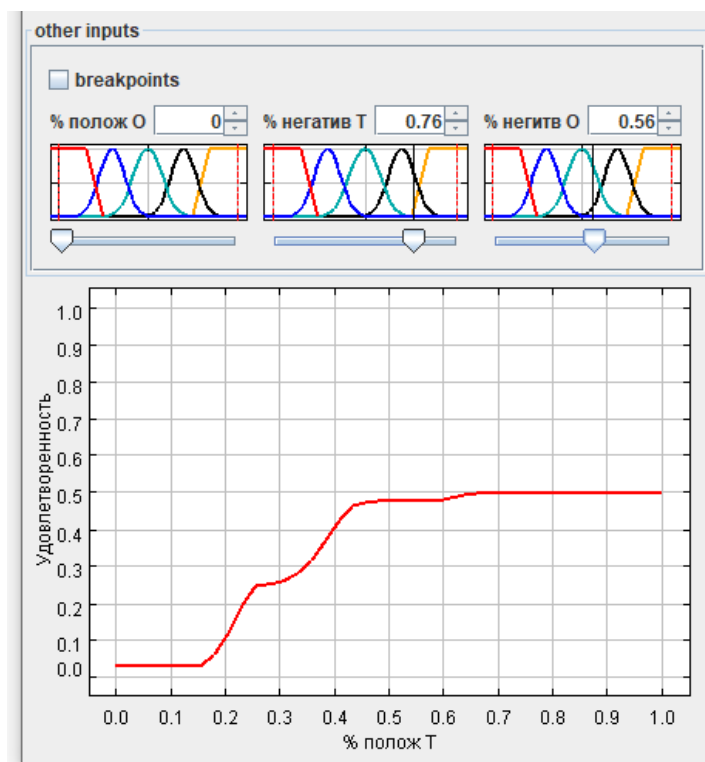 other inputs
breakpoints
% полож О 0 % негатив Т 0.76 % негитв О 0.56
1.0
0.9
0.8
0.7
0.6
0.5
0.4
0.3
0.2
0.1
0.0
Удовлетворенность
0.0 0.1 0.2 0.3 0.4 0.5 0.6 0.7 0.8 0.9 1.0
% полож Т